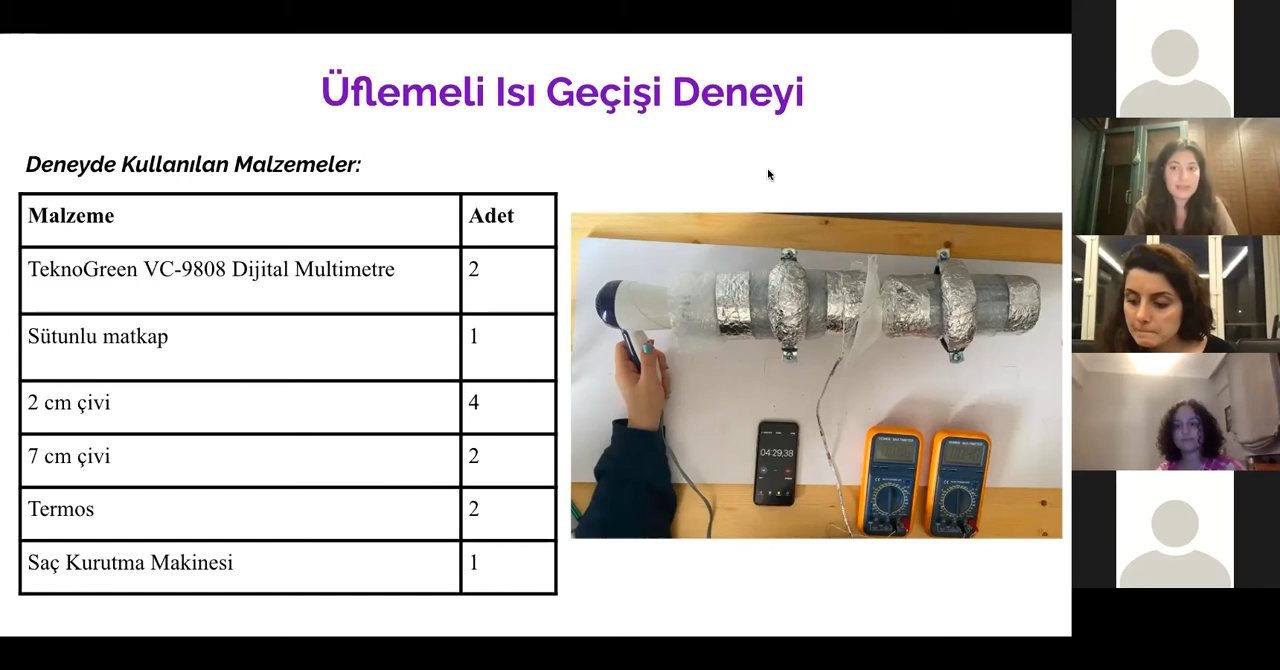 Üflemeli Isı Geçişi Deneyi
Deneyde Kullanılan Malzemeler:
Malzeme Adet
TeknoGreen VC-9808 Dijital Multimetre 2
Sütunlu matkap 1
2 cm çivi 4
7 cm çivi 2
Termos 2
Saç Kurutma Makinesi 1
04:29,38